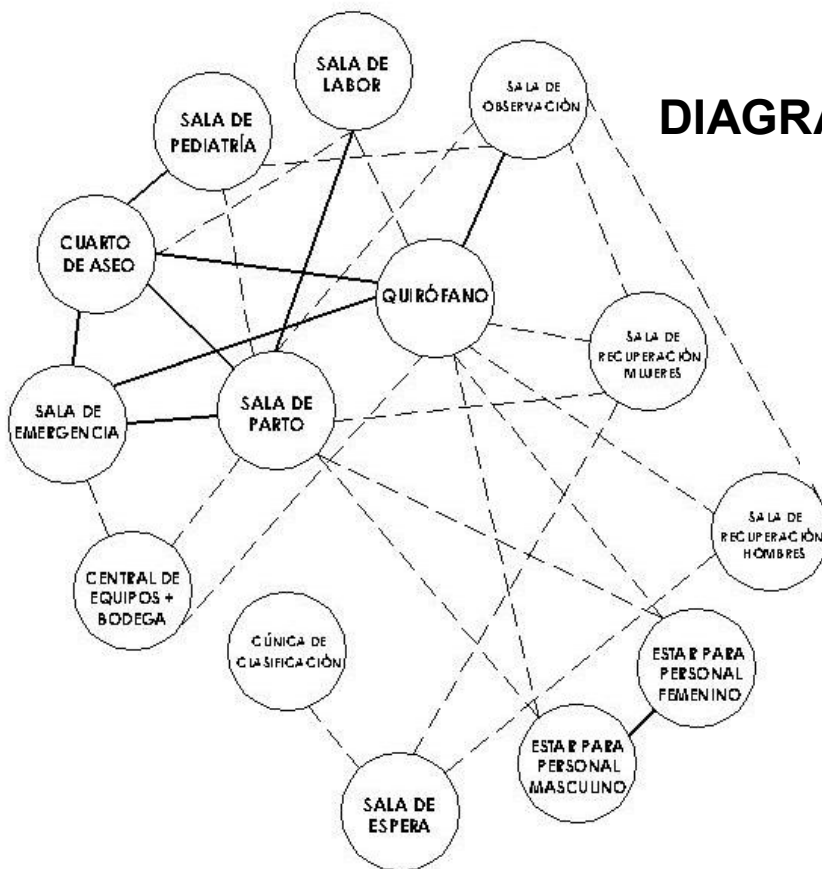 SALA DE
LABOR
SALA DE
OBSERVACIÓN
DIAGRA
SALA DE
PEDIATRÍA
CUARTO
DE ASEO
QUIRÓFANO
SALA DE
RECUPERACIÓN
MUJERES
SALA DE
EMERGENCIA
SALA DE
PARTO
SALA DE
RECUPERACIÓN
HOMBRES
CENTRAL DE
EQUIPOS +
BODEGA
CLÍNICA DE
CLASIFICACIÓN
ESTAR PARA
PERSONAL
FEMENINO
ESTAR PARA
PERSONAL
MASCULINO
SALA DE
ESPERA